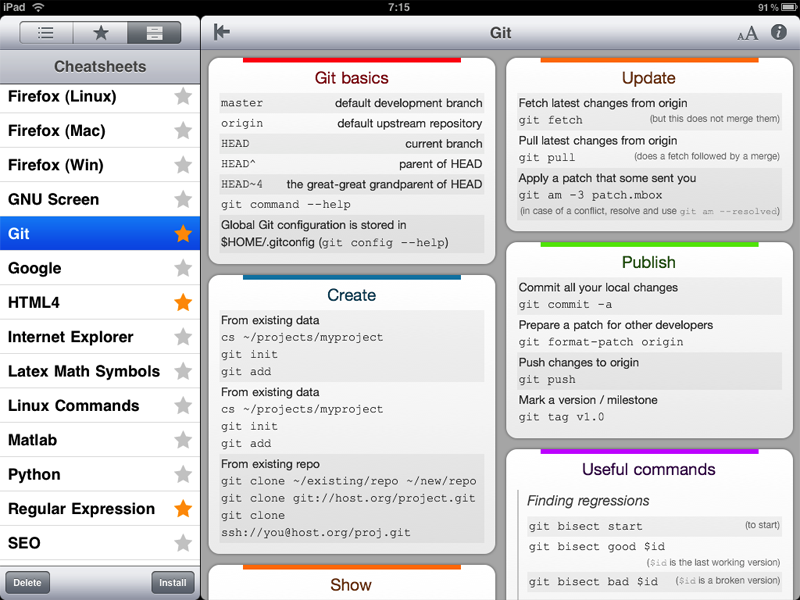 iPad
7:15
91 %
Git
AA
Cheatsheets
Firefox (Linux)
Firefox (Mac)
Firefox (Win)
GNU Screen
Git
Google
HTML4
Internet Explorer
Latex Math Symbols
Linux Commands
Matlab
Python
Regular Expression
SEO
Delete
Install
Git basics
master default development branch
origin default upstream repository
HEAD current branch
HEAD^ parent of HEAD
HEAD~4 the great-great grandparent of HEAD
git command --help
Global Git configuration is stored in
$HOME/.gitconfig (git config --help)
Create
From existing data
cs ~/projects/myproject
git init
git add
From existing data
cs ~/projects/myproject
git init
git add
From existing repo
git clone ~/existing/repo ~/new/repo
git clone git://host.org/project.git
git clone
ssh://you@host.org/proj.git
Show
Update
Fetch latest changes from origin
git fetch (but this does not merge them)
Pull latest changes from origin
git pull (does a fetch followed by a merge)
Apply a patch that some sent you
git am -3 patch.mbox
(in case of a conflict, resolve and use git am --resolved)
Publish
Commit all your local changes
git commit -a
Prepare a patch for other developers
git format-patch origin
Push changes to origin
git push
Mark a version / milestone
git tag v1.0
Useful commands
Finding regressions
git bisect start (to start)
git bisect good $id
($id is the last working version)
git bisect bad $id ($id is a broken version)